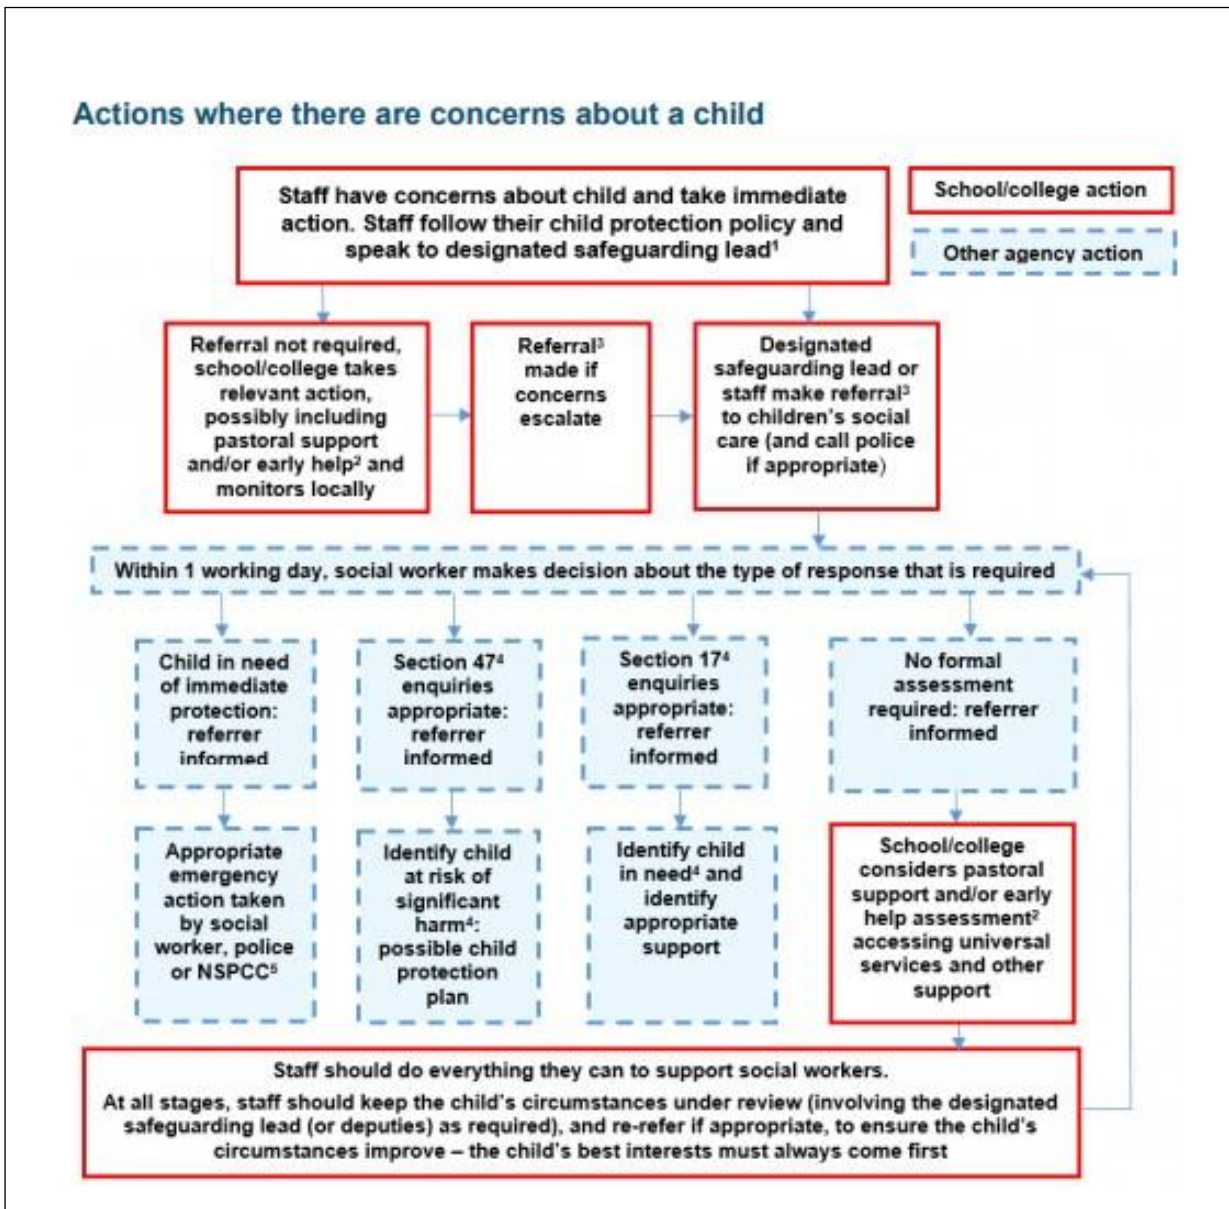 Actions where there are concerns about a child
Staff have concerns about child and take immediate
action. Staff follow their child protection policy and
speak to designated safeguarding lead¹
School/college action
Other agency action
Referral not required,
school/college takes
relevant action,
possibly including
pastoral support
and/or early help² and
monitors locally
Referral³
made if
concerns
escalate
Designated
safeguarding lead or
staff make referral³
to children's social
care (and call police
if appropriate)
Within 1 working day, social worker makes decision about the type of response that is required
Child in need
of immediate
protection:
referrer
informed
Section 47⁴
enquiries
appropriate:
referrer
informed
Section 17⁴
enquiries
appropriate:
referrer
informed
No formal
assessment
required: referrer
informed
Appropriate
emergency
action taken
by social
worker, police
or NSPCC⁵
Identify child
at risk of
significant
harm⁴:
possible child
protection
plan
Identify child
in need⁴ and
identify
appropriate
support
School/college
considers pastoral
support and/or early
help assessment²
accessing universal
services and other
support
Staff should do everything they can to support social workers.
At all stages, staff should keep the child's circumstances under review (involving the designated
safeguarding lead (or deputies) as required), and re-refer if appropriate, to ensure the child's
circumstances improve – the child's best interests must always come first